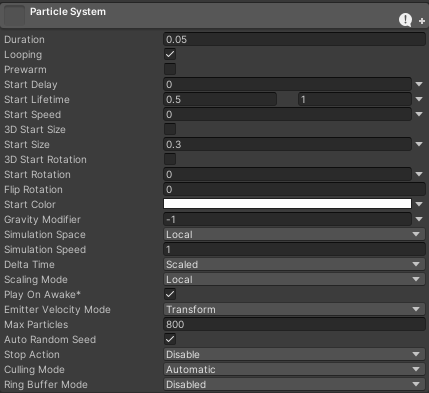 Particle System
Duration 0.05
Looping
Prewarm
Start Delay 0
Start Lifetime 0.5 1
Start Speed 0
3D Start Size
Start Size 0.3
3D Start Rotation
Start Rotation 0
Flip Rotation 0
Start Color
Gravity Modifier -1
Simulation Space Local
Simulation Speed 1
Delta Time Scaled
Scaling Mode Local
Play On Awake*
Emitter Velocity Mode Transform
Max Particles 800
Auto Random Seed
Stop Action Disable
Culling Mode Automatic
Ring Buffer Mode Disabled